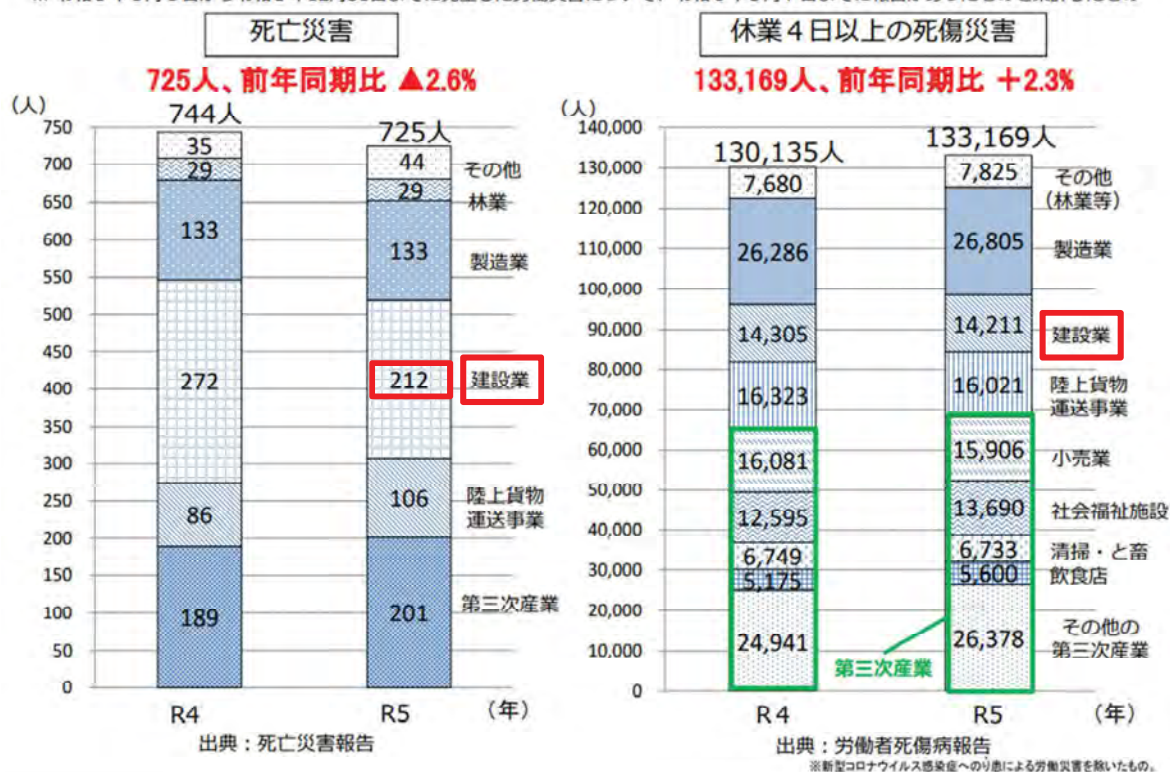 死亡災害
725人、前年同期比 ▲2.6%
(人)
744人
725人
750
700
650
600
550
500
450
400
350
300
250
200
150
100
50
0
35
29
133
272
86
189
44
29
133
212
106
201
その他
林業
製造業
建設業
陸上貨物
運送事業
第三次産業
R4
R5
(年)
出典:死亡災害報告
休業4日以上の死傷災害
133,169人、前年同期比 +2.3%
(人)
130,135人
133,169人
140,000
130,000
120,000
110,000
100,000
90,000
80,000
70,000
60,000
50,000
40,000
30,000
20,000
10,000
0
7,680
26,286
14,305
16,323
16,081
12,595
6,749
5,175
24,941
7,825
26,805
14,211
16,021
15,906
13,690
6,733
5,600
26,378
その他
(林業等)
製造業
建設業
陸上貨物
運送事業
小売業
社会福祉施設
清掃・と畜
飲食店
その他の
第三次産業
第三次産業
R4
R5
(年)
出典:労働者死傷病報告
※新型コロナウイルス感染症へのり患による労働災害を除いたもの。